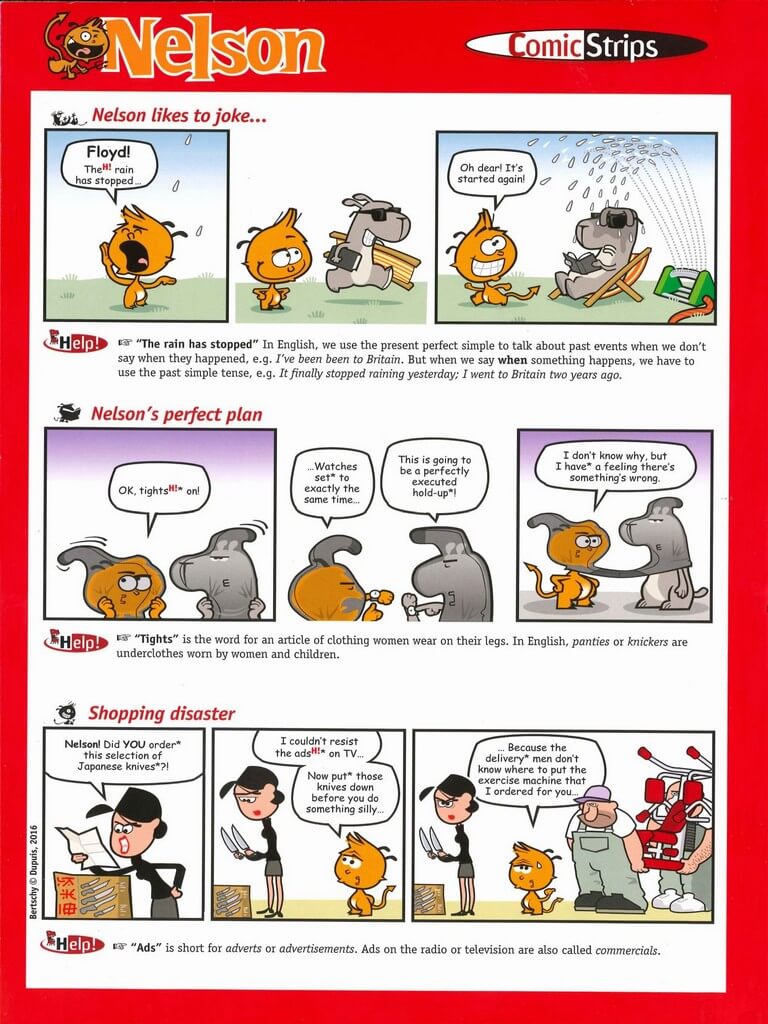 Nelson
ComicStrips
Nelson likes to joke...
Floyd!
The H! rain
has stopped...
Oh dear! It's
started again!
Help! "The rain has stopped" In English, we use the present perfect simple to talk about past events when we don't
say when they happened, e.g. I've been been to Britain. But when we say when something happens, we have to
use the past simple tense, e.g. It finally stopped raining yesterday; I went to Britain two years ago.
Nelson's perfect plan
OK, tightsH!* on!
...Watches
set* to
exactly the
same time...
This is going to
be a perfectly
executed
hold-up*!
I don't know why, but
I have* a feeling there's
something's wrong.
Help! "Tights" is the word for an article of clothing women wear on their legs. In English, panties or knickers are
underclothes worn by women and children.
Shopping disaster
Nelson! Did YOU order*
this selection of
Japanese knives*?!
I couldn't resist
the adsH!* on TV...
Now put* those
knives down
before you do
something silly...
... Because the
delivery* men don't
know where to put the
exercise machine that
I ordered for you...
Bertschy © Dupuis, 2016
Help! "Ads" is short for adverts or advertisements. Ads on the radio or television are also called commercials.